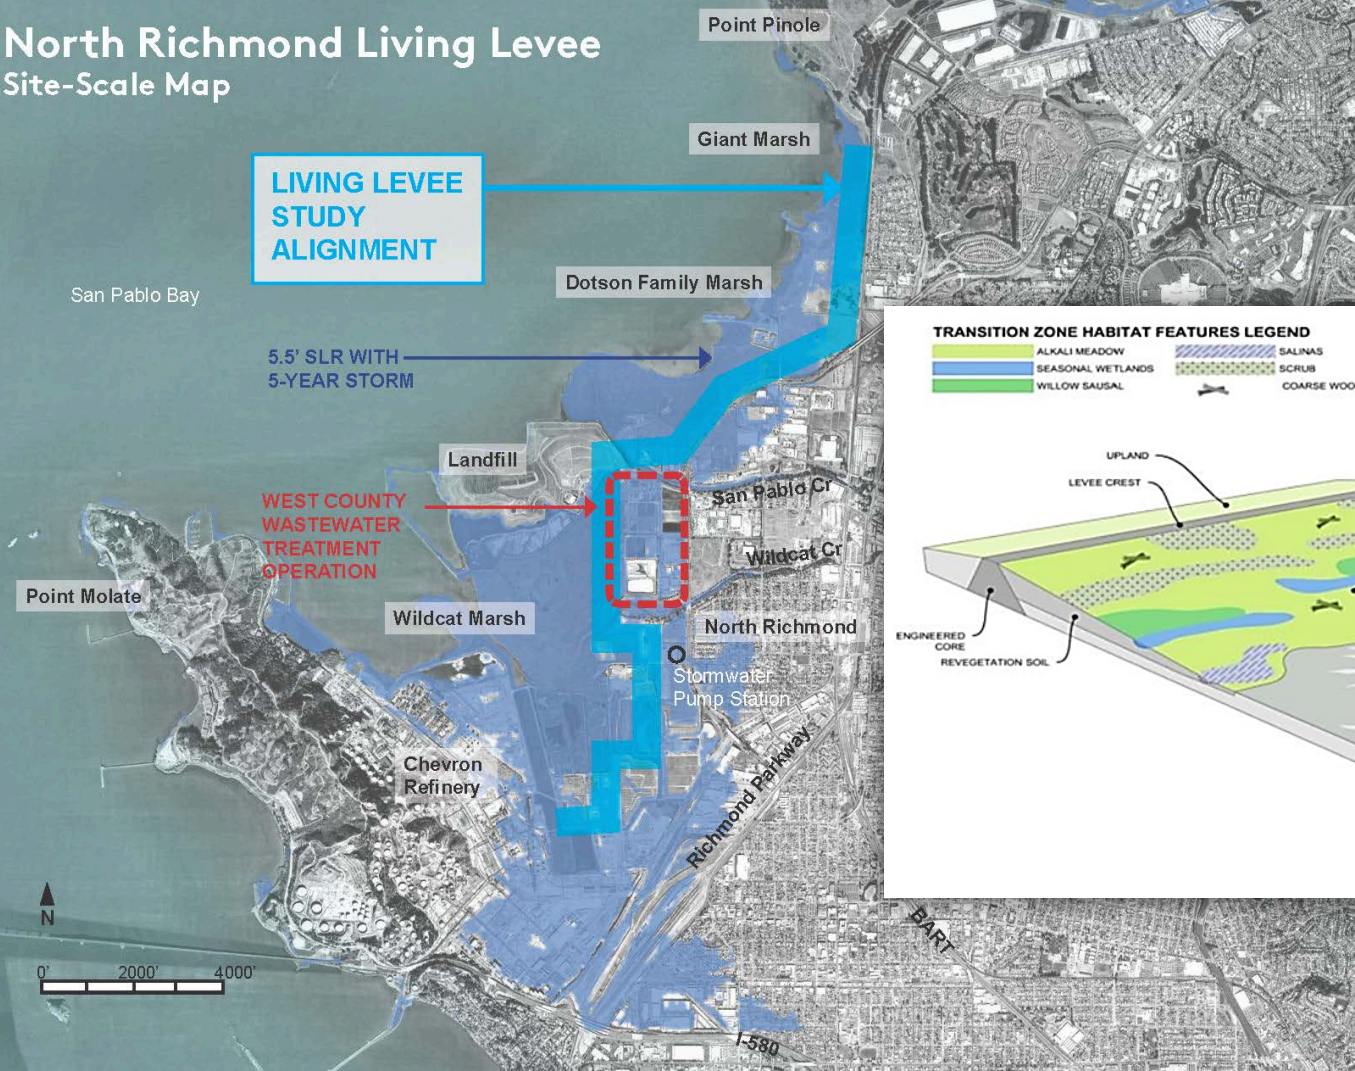 North Richmond Living Levee
Site-Scale Map
Point Pinole
Giant Marsh
LIVING LEVEE
STUDY
ALIGNMENT
Dotson Family Marsh
San Pablo Bay
5.5' SLR WITH
5-YEAR STORM
Landfill
WEST COUNTY
WASTEWATER
TREATMENT
OPERATION
San Pablo Cr
Wildcat Cr
Point Molate
Wildcat Marsh
North Richmond
Stormwater
Pump Station
Chevron
Refinery
Richmond Parkway
BART
I-580
N
0' 2000' 4000'
TRANSITION ZONE HABITAT FEATURES LEGEND
ALKALI MEADOW
SEASONAL WETLANDS
WILLOW SAUSAL
SALINAS
SCRUB
COARSE WOO
UPLAND
LEVEE CREST
ENGINEERED
CORE
REVEGETATION SOIL